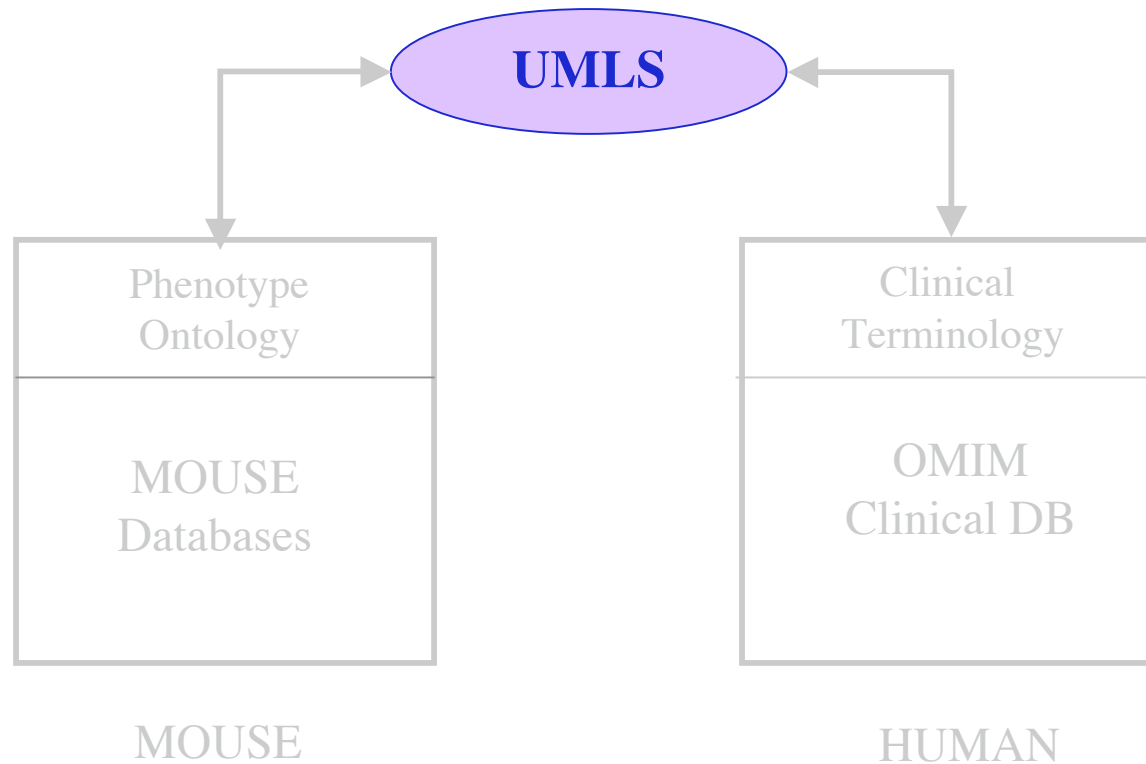 UMLS
Phenotype
Ontology
MOUSE
Databases
MOUSE
Clinical
Terminology
OMIM
Clinical DB
HUMAN